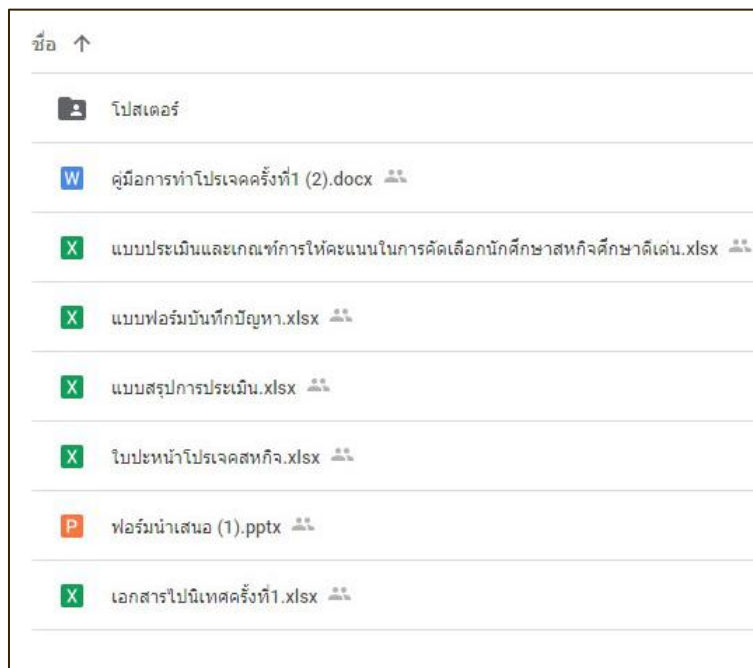 ชื่อ
โปสเตอร์
W คู่มือการทำโปรเจคครั้งที่1 (2).docx
X แบบประเมินและเกณฑ์การให้คะแนนในการคัดเลือกนักศึกษาสหกิจศึกษาดีเด่น.xlsx
X แบบฟอร์มบันทึกปัญหา.xlsx
X แบบสรุปการประเมิน.xlsx
X ใบปะหน้าโปรเจคสหกิจ.xlsx
P ฟอร์มนำเสนอ (1).pptx
X เอกสารไปนิเทศครั้งที่1.xlsx